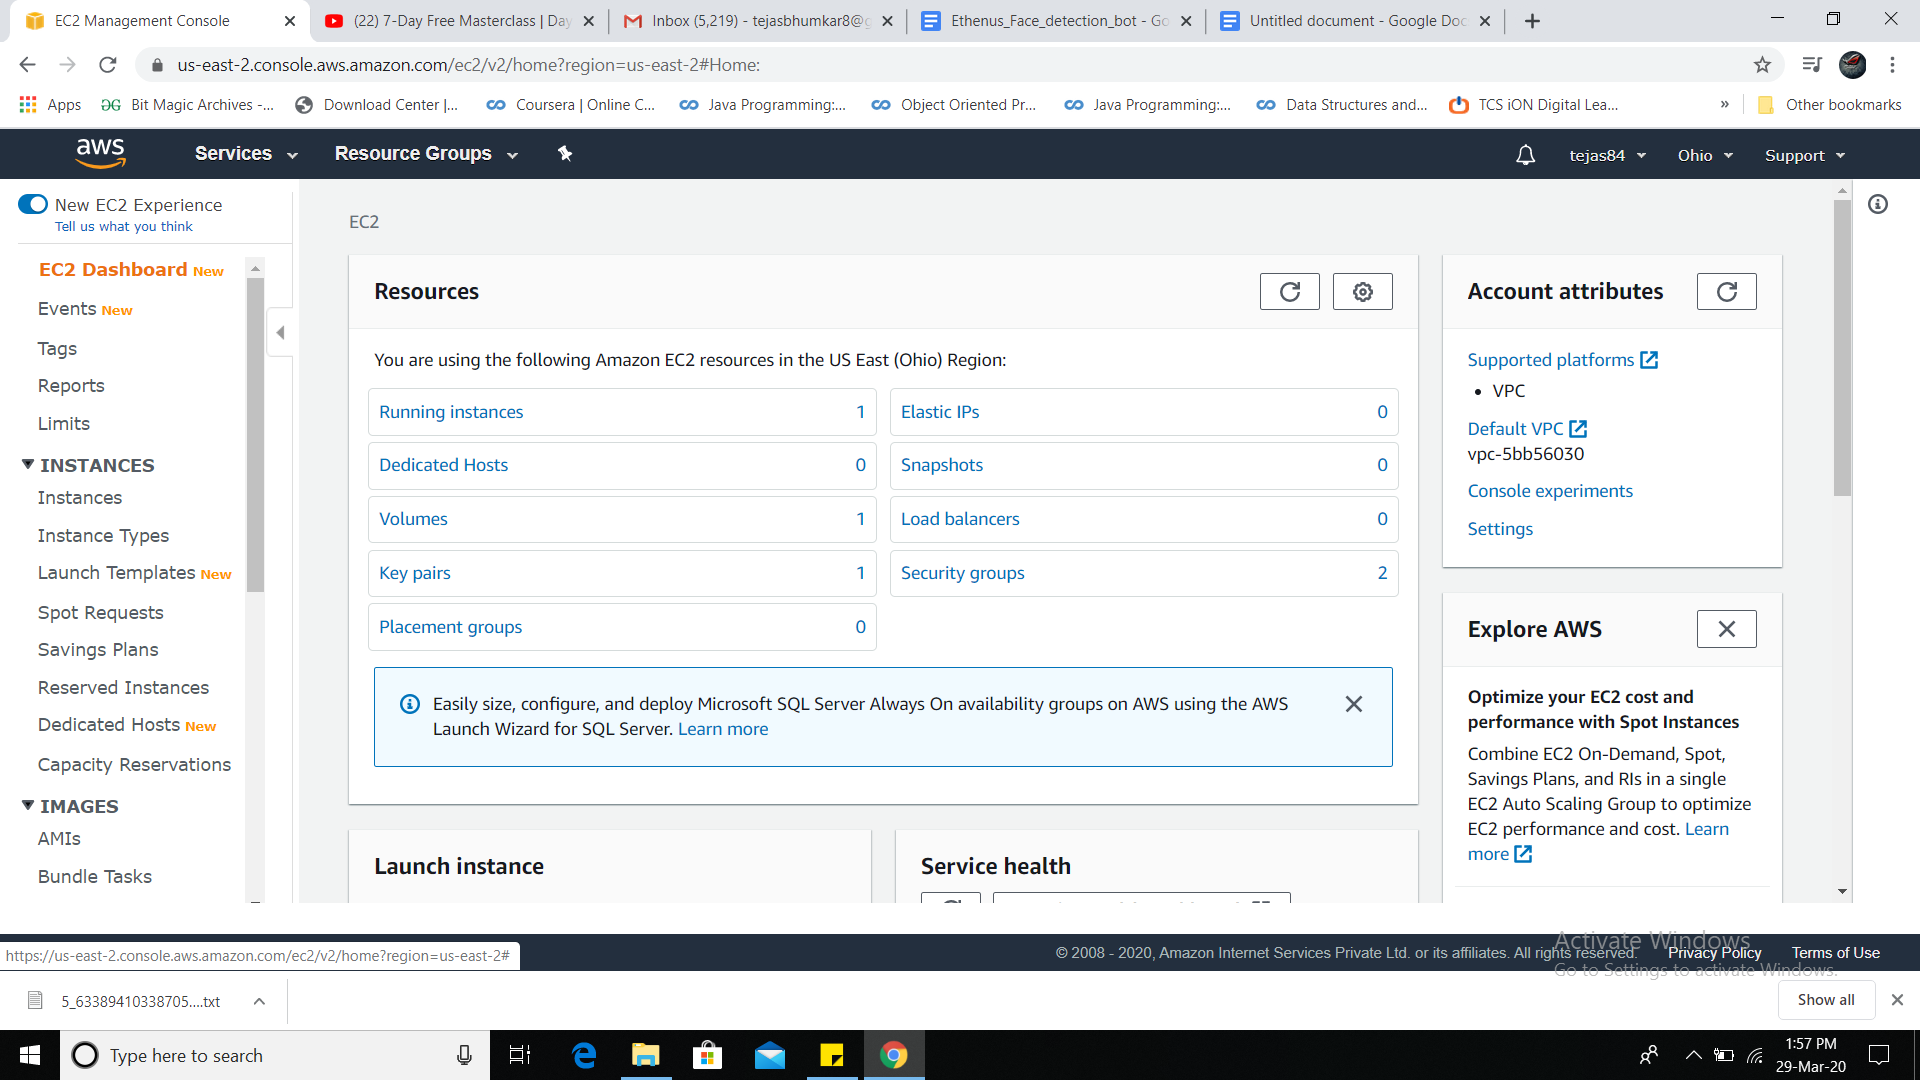 EC2 Management Console
(22) 7-Day Free Masterclass | Day
Inbox (5,219) - tejasbhumkar8@g
Ethenus_Face_detection_bot - Go
Untitled document - Google Doc
us-east-2.console.aws.amazon.com/ec2/v2/home?region=us-east-2#Home:
Apps
Bit Magic Archives -...
Download Center |...
Coursera | Online C...
Java Programming:...
Object Oriented Pr...
Java Programming:...
Data Structures and...
TCS iON Digital Lea...
»
Other bookmarks
aws
Services
Resource Groups
tejas84
Ohio
Support
New EC2 Experience
Tell us what you think
EC2 Dashboard New
Events New
Tags
Reports
Limits
INSTANCES
Instances
Instance Types
Launch Templates New
Spot Requests
Savings Plans
Reserved Instances
Dedicated Hosts New
Capacity Reservations
IMAGES
AMIs
Bundle Tasks
EC2
Resources
You are using the following Amazon EC2 resources in the US East (Ohio) Region:
Running instances 1
Elastic IPs 0
Dedicated Hosts 0
Snapshots 0
Volumes 1
Load balancers 0
Key pairs 1
Security groups 2
Placement groups 0
Easily size, configure, and deploy Microsoft SQL Server Always On availability groups on AWS using the AWS
Launch Wizard for SQL Server. Learn more
Launch instance
Service health
Account attributes
Supported platforms
• VPC
Default VPC
vpc-5bb56030
Console experiments
Settings
Explore AWS
Optimize your EC2 cost and
performance with Spot Instances
Combine EC2 On-Demand, Spot,
Savings Plans, and RIs in a single
EC2 Auto Scaling Group to optimize
EC2 performance and cost. Learn
more
https://us-east-2.console.aws.amazon.com/ec2/v2/home?region=us-east-2#
© 2008 - 2020, Amazon Internet Services Private Ltd. or its affiliates. All rights reserved.
Privacy Policy
Terms of Use
Activate Windows
Go to Settings to activate Windows.
5_63389410338705....txt
Show all
Type here to search
1:57 PM
29-Mar-20